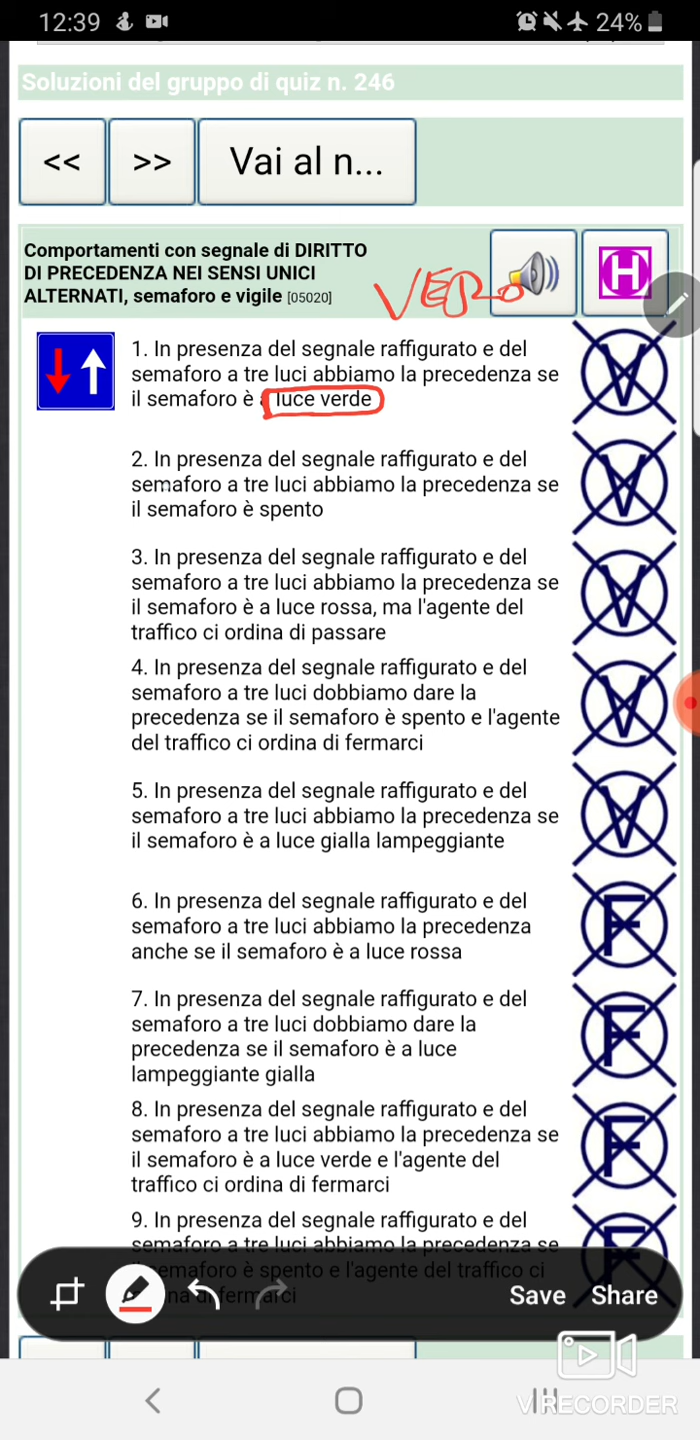 12:39
24%
Soluzioni del gruppo di quiz n. 246
<< >> Vai al n...
Comportamenti con segnale di DIRITTO
DI PRECEDENZA NEI SENSI UNICI
ALTERNATI, semaforo e vigile [05020]
VERO
H
1. In presenza del segnale raffigurato e del
semaforo a tre luci abbiamo la precedenza se
il semaforo è a luce verde
V
2. In presenza del segnale raffigurato e del
semaforo a tre luci abbiamo la precedenza se
il semaforo è spento
V
3. In presenza del segnale raffigurato e del
semaforo a tre luci abbiamo la precedenza se
il semaforo è a luce rossa, ma l'agente del
traffico ci ordina di passare
V
4. In presenza del segnale raffigurato e del
semaforo a tre luci dobbiamo dare la
precedenza se il semaforo è spento e l'agente
del traffico ci ordina di fermarci
V
5. In presenza del segnale raffigurato e del
semaforo a tre luci abbiamo la precedenza se
il semaforo è a luce gialla lampeggiante
V
6. In presenza del segnale raffigurato e del
semaforo a tre luci abbiamo la precedenza
anche se il semaforo è a luce rossa
F
7. In presenza del segnale raffigurato e del
semaforo a tre luci dobbiamo dare la
precedenza se il semaforo è a luce
lampeggiante gialla
F
8. In presenza del segnale raffigurato e del
semaforo a tre luci abbiamo la precedenza se
il semaforo è a luce verde e l'agente del
traffico ci ordina di fermarci
F
9. In presenza del segnale raffigurato e del
semaforo a tre luci abbiamo la precedenza se
semaforo è spento e l'agente del traffico ci
fermarci
F
Save Share
VIRECORDER